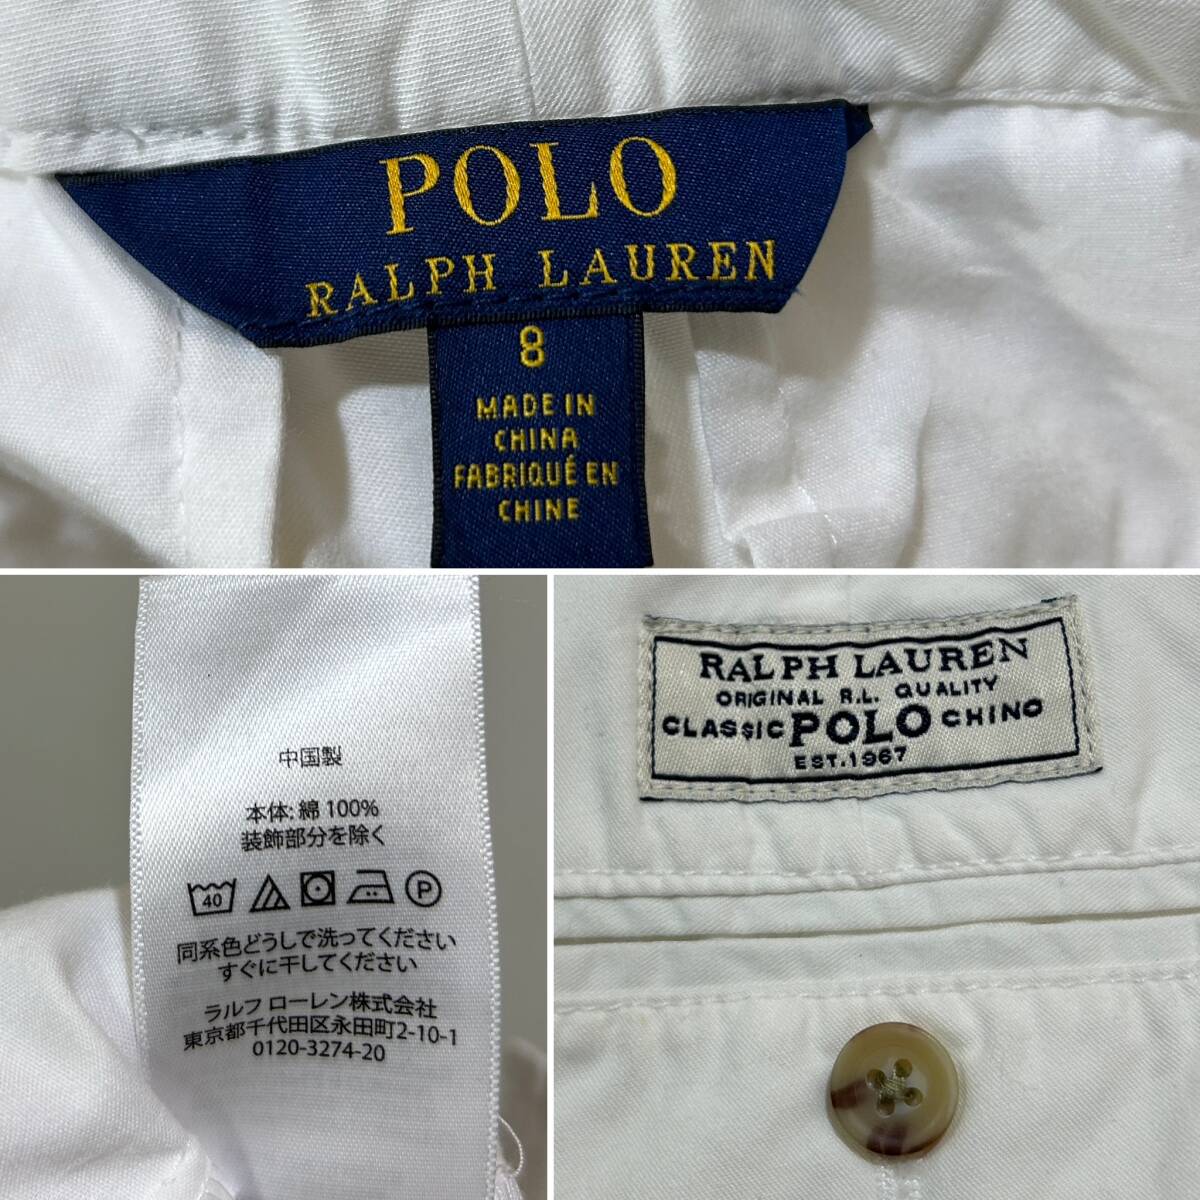 POLO
RALPH LAUREN
8
MADE IN
CHINA
FABRIQUÉ EN
CHINE
中国製
本体: 綿 100%
装飾部分を除く
40 P
同系色どうしで洗ってください
すぐに干してください
ラルフ ローレン株式会社
東京都千代田区永田町2-10-1
0120-3274-20
RALPH LAUREN
ORIGINAL R.L. QUALITY
CLASSIC POLO CHINO
EST.1967